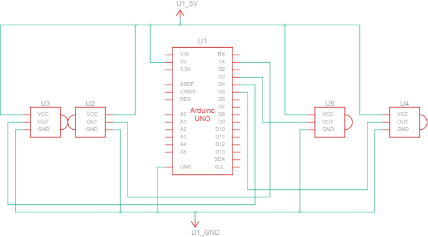 U1_5V
U1
VIN
5V
3.3V
AREF
IOREF
RES
A0
A1
A2
A3
A4
A5
GND
Arduino
UNO
RX
TX
D2
D3
D4
D5
D6
D7
D8
D9
D10
D11
D12
D13
SDA
SCL
U3
VCC
OUT
GND
U2
VCC
OUT
GND
U5
VCC
OUT
GND
U4
VCC
OUT
GND
U1_GND